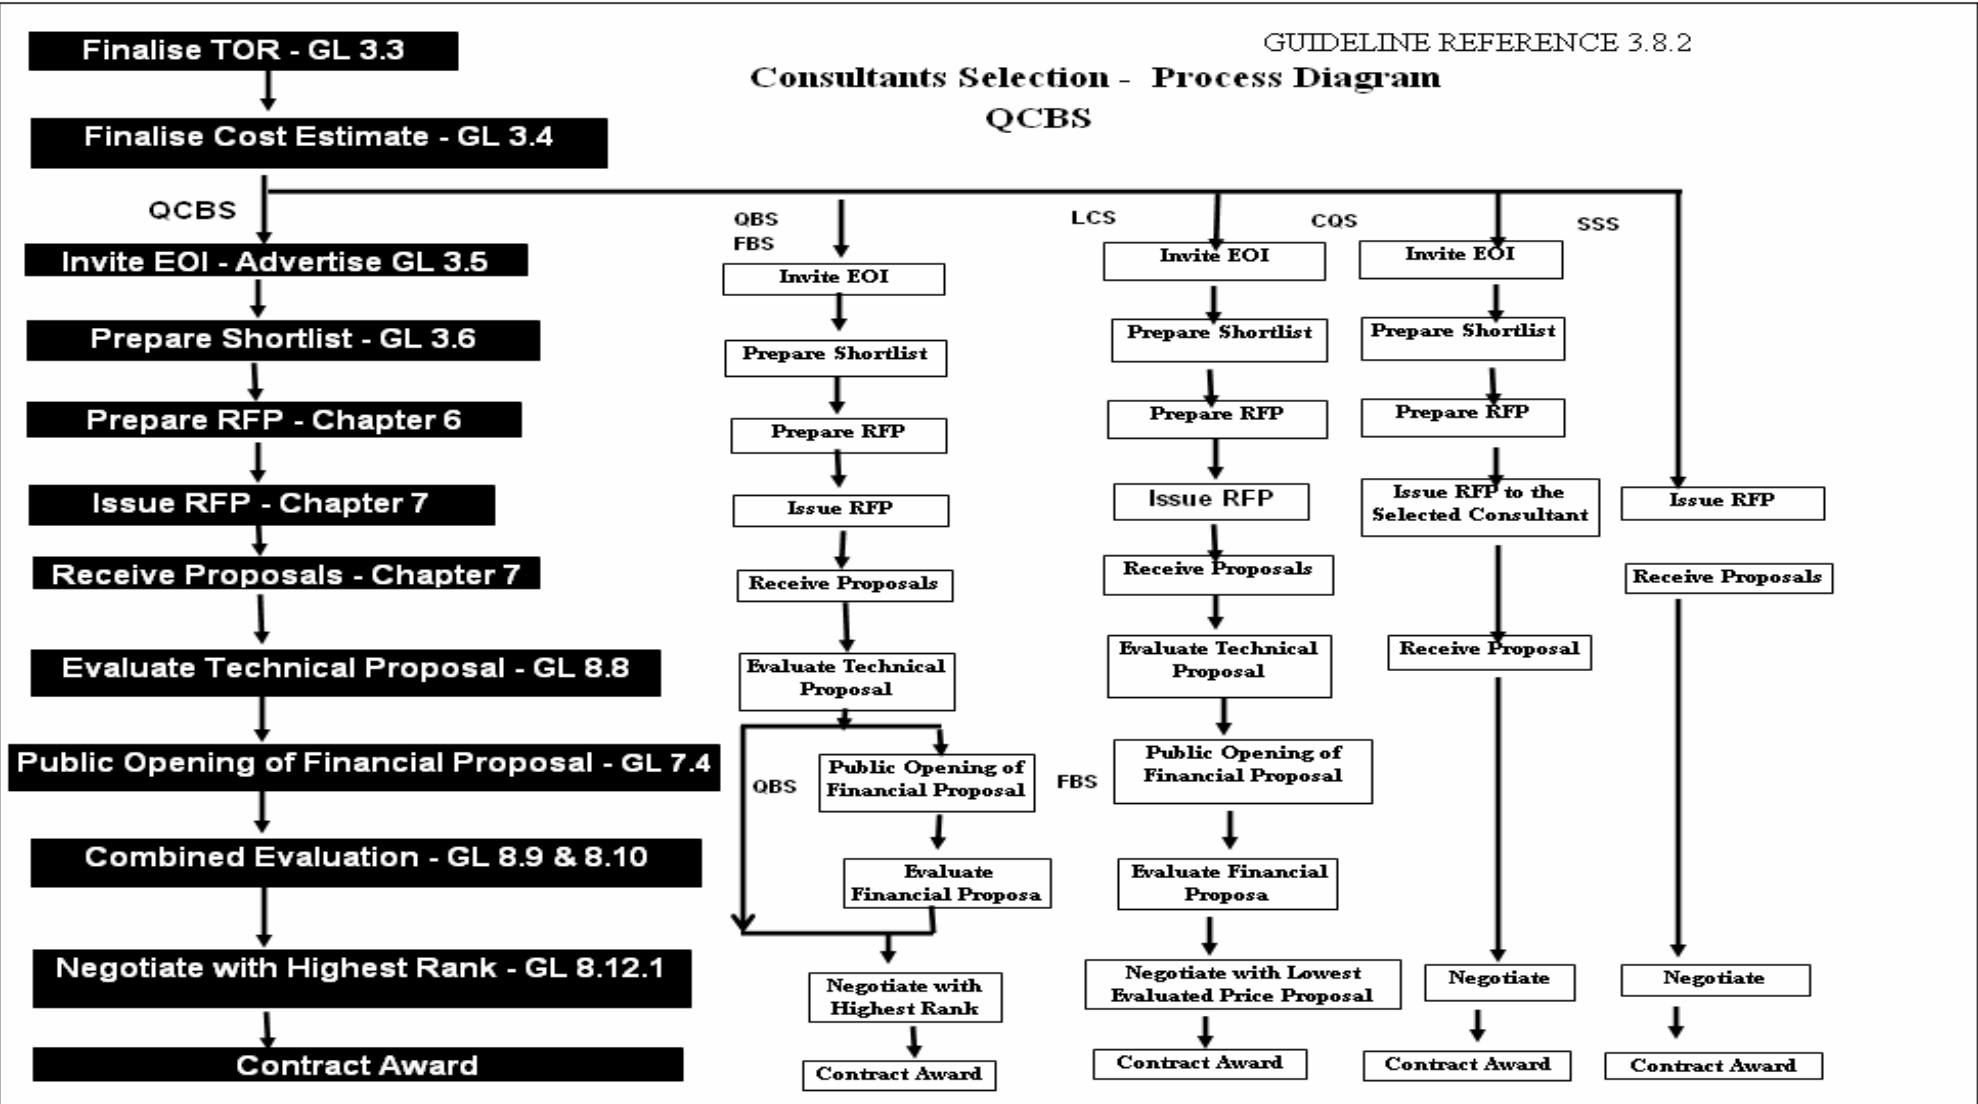 GUIDELINE REFERENCE 3.8.2
Consultants Selection - Process Diagram
QCBS
Finalise TOR - GL 3.3
Finalise Cost Estimate - GL 3.4
QCBS
Invite EOI - Advertise GL 3.5
Prepare Shortlist - GL 3.6
Prepare RFP - Chapter 6
Issue RFP - Chapter 7
Receive Proposals - Chapter 7
Evaluate Technical Proposal - GL 8.8
Public Opening of Financial Proposal - GL 7.4
Combined Evaluation - GL 8.9 & 8.10
Negotiate with Highest Rank - GL 8.12.1
Contract Award
QBS
FBS
Invite EOI
Prepare Shortlist
Prepare RFP
Issue RFP
Receive Proposals
Evaluate Technical
Proposal
QBS
Public Opening of
Financial Proposal
FBS
Evaluate
Financial Proposa
Negotiate with
Highest Rank
Contract Award
LCS
Invite EOI
Prepare Shortlist
Prepare RFP
Issue RFP
Receive Proposals
Evaluate Technical
Proposal
Public Opening of
Financial Proposal
Evaluate Financial
Proposa
Negotiate with Lowest
Evaluated Price Proposal
Contract Award
CQS
Invite EOI
Prepare Shortlist
Prepare RFP
Issue RFP to the
Selected Consultant
Receive Proposal
Negotiate
Contract Award
SSS
Issue RFP
Receive Proposals
Negotiate
Contract Award